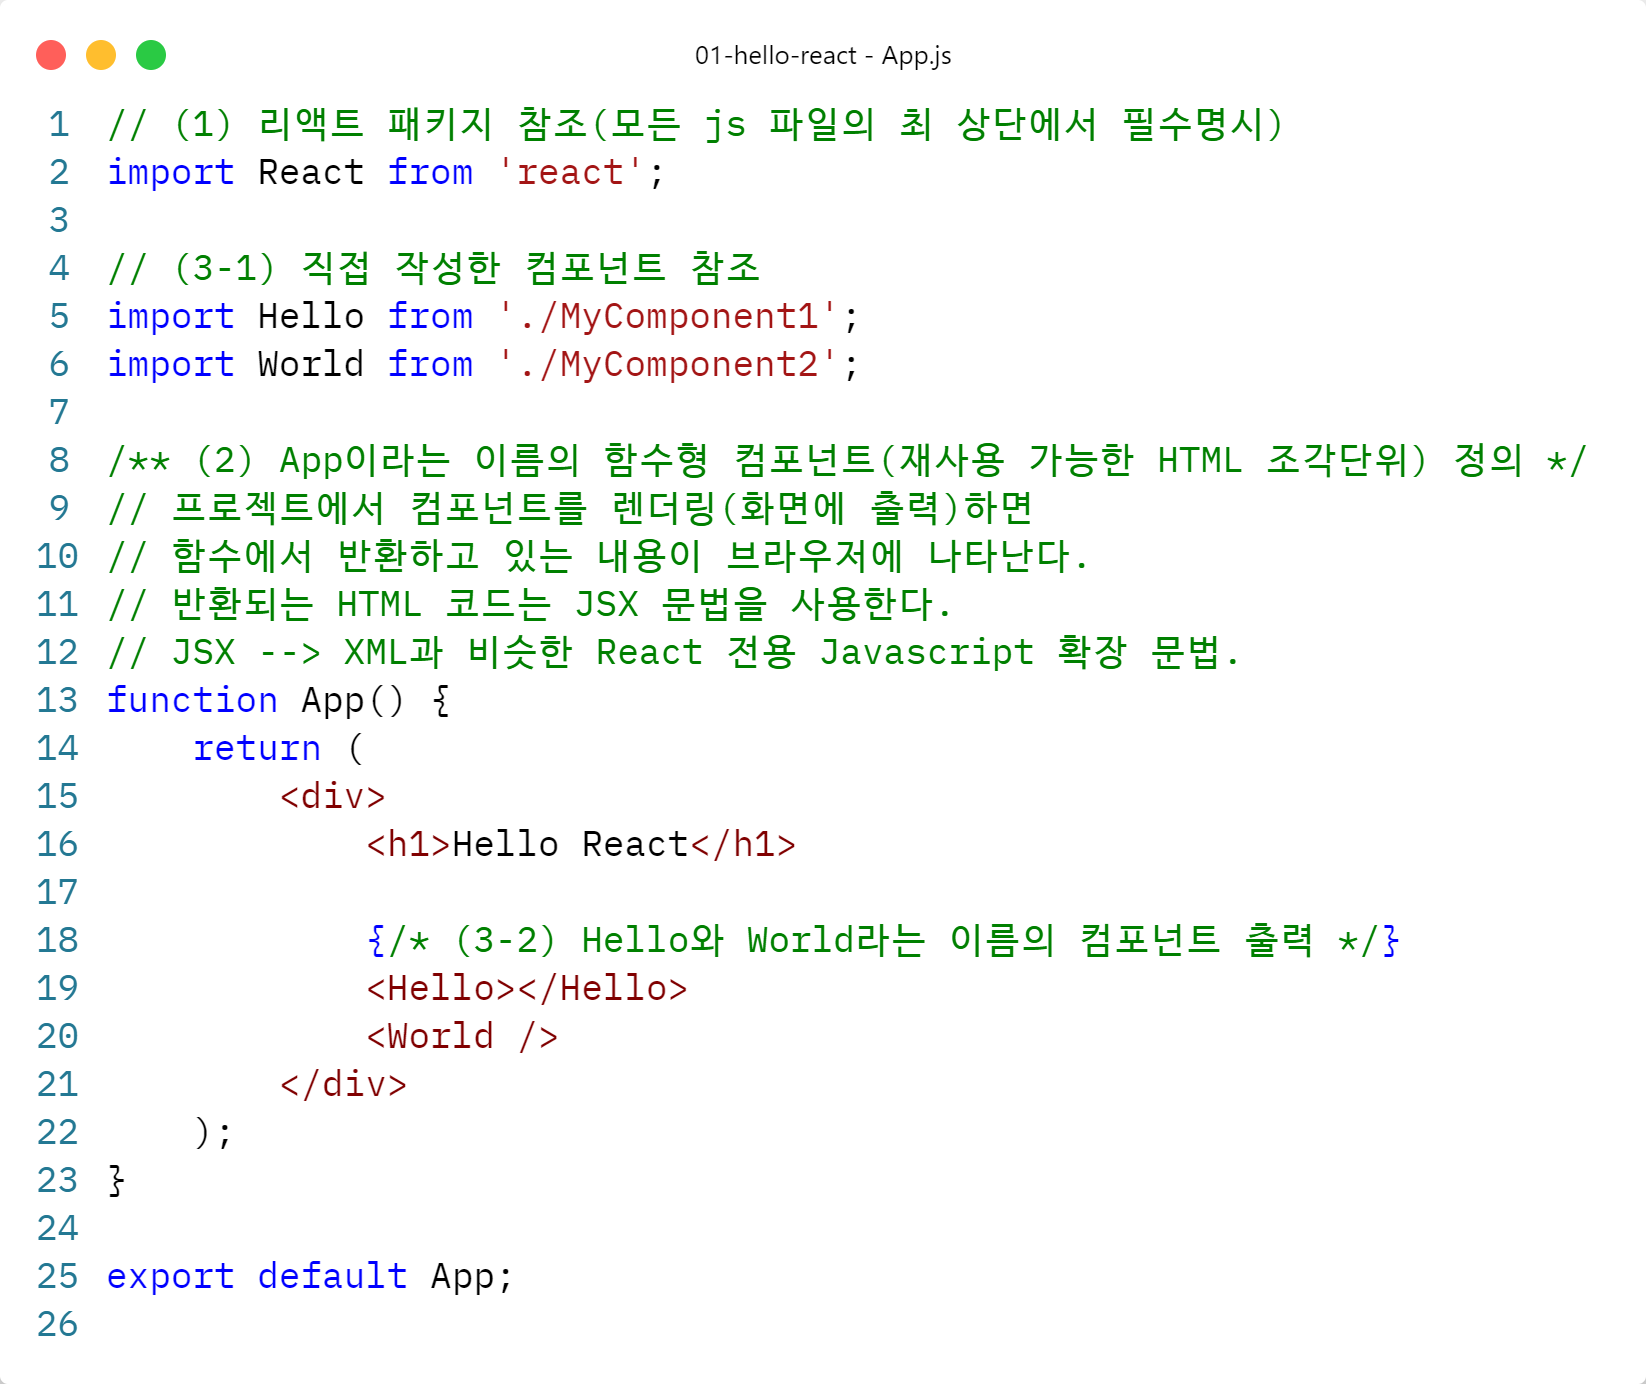 01-hello-react - App.js
1 // (1) 리액트 패키지 참조(모든 js 파일의 최 상단에서 필수명시)
2 import React from 'react';
3
4 // (3-1) 직접 작성한 컴포넌트 참조
5 import Hello from './MyComponent1';
6 import World from './MyComponent2';
7
8 /** (2) App이라는 이름의 함수형 컴포넌트(재사용 가능한 HTML 조각단위) 정의 */
9 // 프로젝트에서 컴포넌트를 렌더링(화면에 출력)하면
10 // 함수에서 반환하고 있는 내용이 브라우저에 나타난다.
11 // 반환되는 HTML 코드는 JSX 문법을 사용한다.
12 // JSX --> XML과 비슷한 React 전용 Javascript 확장 문법.
13 function App() {
14     return (
15         <div>
16             <h1>Hello React</h1>
17
18             {/* (3-2) Hello와 World라는 이름의 컴포넌트 출력 */}
19             <Hello></Hello>
20             <World />
21         </div>
22     );
23 }
24
25 export default App;
26